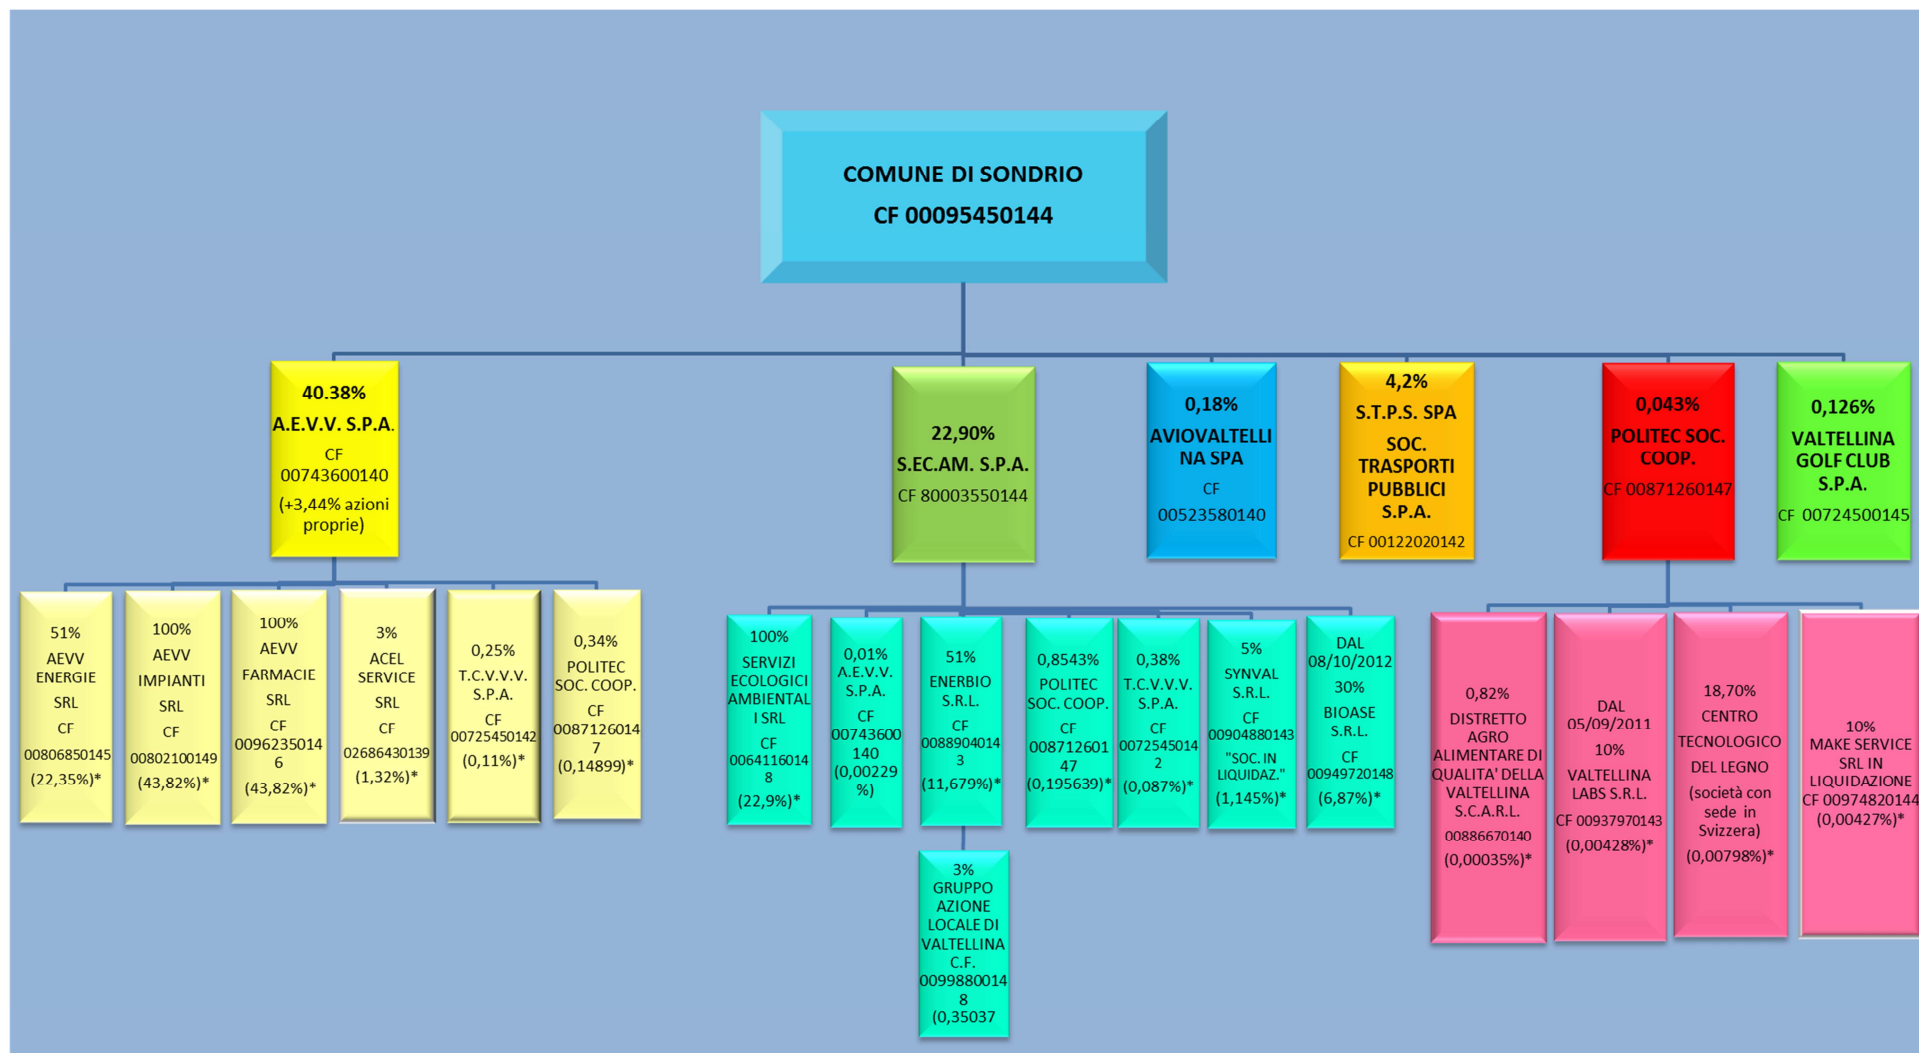 COMUNE DI SONDRIO
CF 00095450144
40.38%
A.E.V.V. S.P.A.
CF
00743600140
(+3,44% azioni
proprie)
22,90%
S.EC.AM. S.P.A.
CF 80003550144
0,18%
AVIOVALTELLI
NA SPA
CF
00523580140
4,2%
S.T.P.S. SPA
SOC.
TRASPORTI
PUBBLICI
S.P.A.
CF 00122020142
0,043%
POLITEC SOC.
COOP.
CF 00871260147
0,126%
VALTELLINA
GOLF CLUB
S.P.A.
CF 00724500145
51%
AEVV
ENERGIE
SRL
CF
00806850145
(22,35%)*
100%
AEVV
IMPIANTI
SRL
CF
00802100149
(43,82%)*
100%
AEVV
FARMACIE
SRL
CF
0096235014
6
(43,82%)*
3%
ACEL
SERVICE
SRL
CF
02686430139
(1,32%)*
0,25%
T.C.V.V.V.
S.P.A.
CF
00725450142
(0,11%)*
0,34%
POLITEC
SOC. COOP.
CF
0087126014
7
(0,14899)*
100%
SERVIZI
ECOLOGICI
AMBIENTAL
I SRL
CF
0064116014
8
(22,9%)*
0,01%
A.E.V.V.
S.P.A.
CF
00743600
140
(0,00229
%)
51%
ENERBIO
S.R.L.
CF
0088904014
3
(11,679%)*
0,8543%
POLITEC
SOC. COOP.
CF
008712601
47
(0,195639)*
0,38%
T.C.V.V.V.
S.P.A.
CF
0072545014
2
(0,087%)*
5%
SYNVAL
S.R.L.
CF
00904880143
"SOC. IN
LIQUIDAZ."
(1,145%)*
DAL
08/10/2012
30%
BIOASE
S.R.L.
CF
00949720148
(6,87%)*
3%
GRUPPO
AZIONE
LOCALE DI
VALTELLINA
C.F.
0099880014
8
(0,35037
0,82%
DISTRETTO
AGRO
ALIMENTARE DI
QUALITA' DELLA
VALTELLINA
S.C.A.R.L.
00886670140
(0,00035%)*
DAL
05/09/2011
10%
VALTELLINA
LABS S.R.L.
CF 00937970143
(0,00428%)*
18,70%
CENTRO
TECNOLOGICO
DEL LEGNO
(società con
sede in
Svizzera)
(0,00798%)*
10%
MAKE SERVICE
SRL IN
LIQUIDAZIONE
CF 00974820144
(0,00427%)*